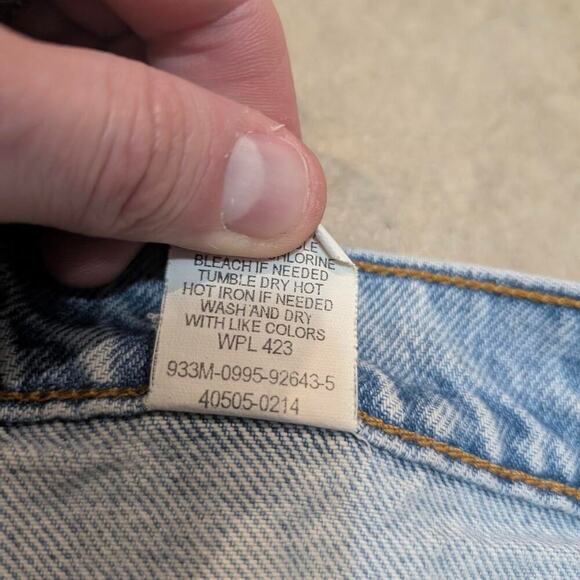 CHLORINE
BLEACH IF NEEDED
TUMBLE DRY HOT
HOT IRON IF NEEDED
WASH AND DRY
WITH LIKE COLORS
WPL 423
933M-0995-92643-5
40505-0214